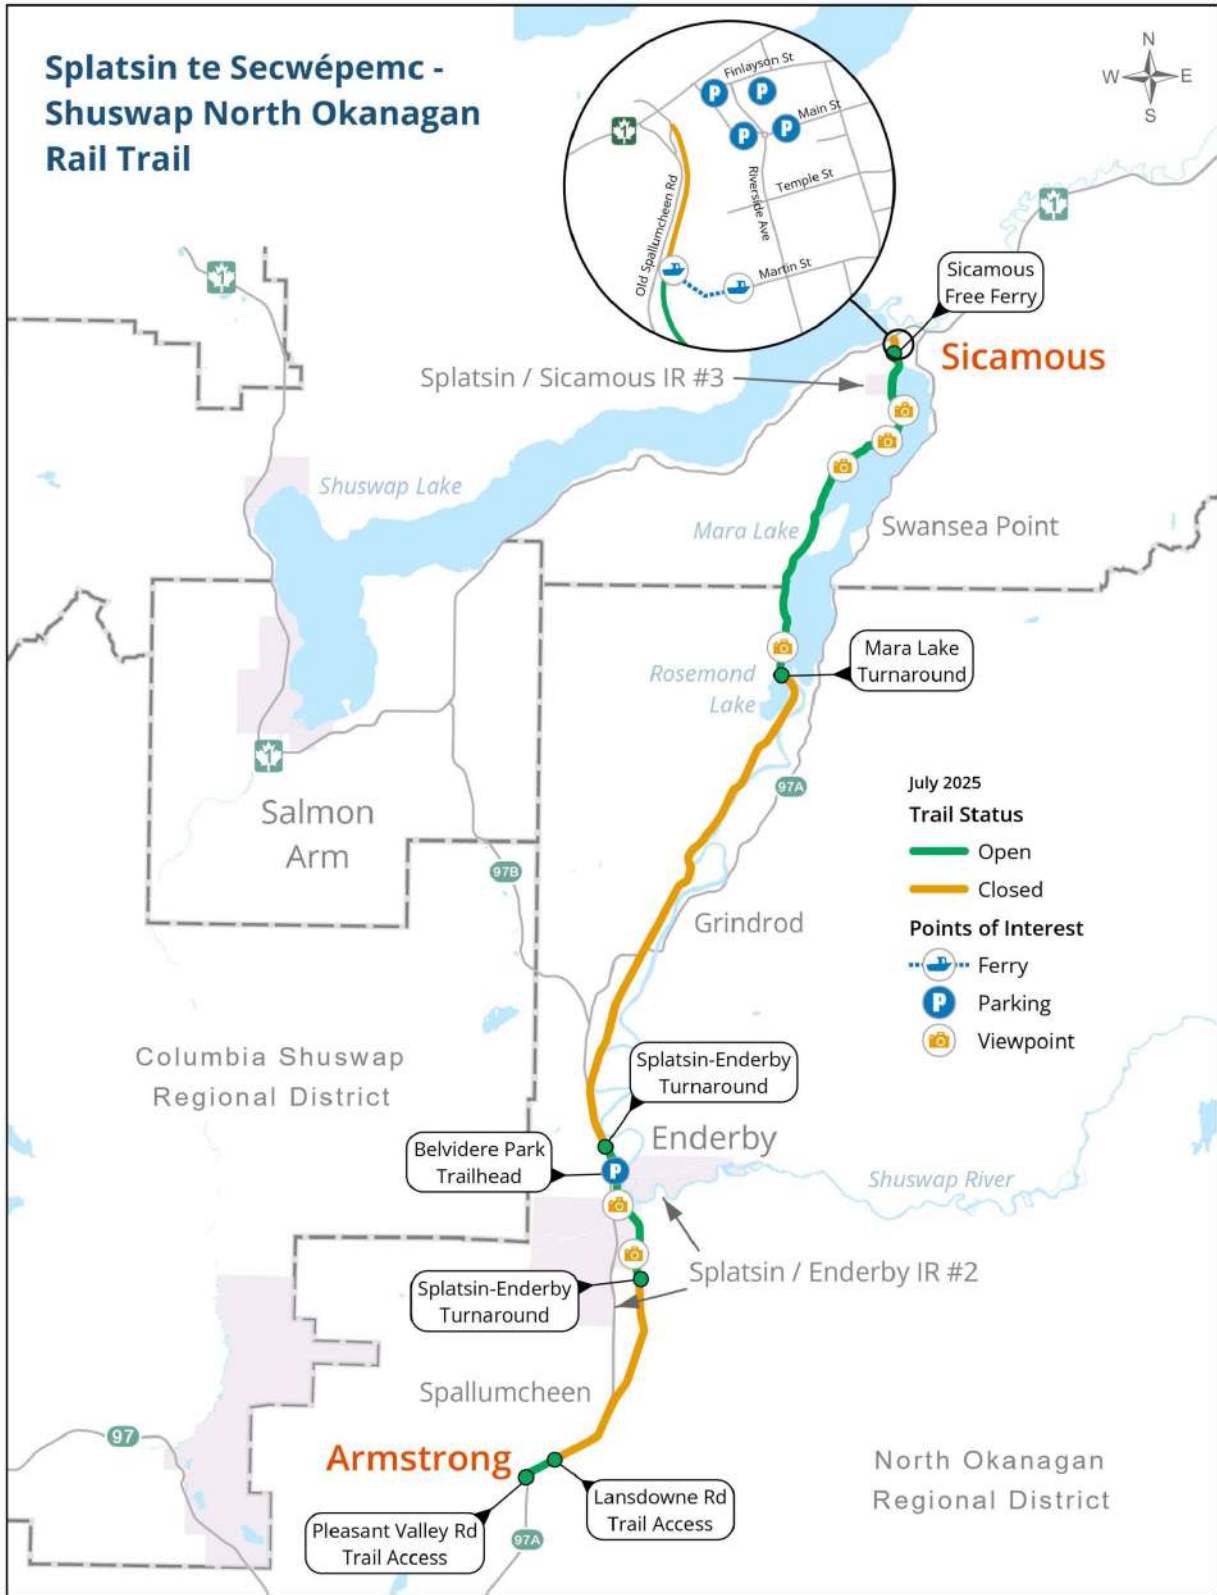 Splatsin te Secwépemc -
Shuswap North Okanagan
Rail Trail
N
W E
S
Finlayson St
P
P
Main St
P
P
1
Old Spallumcheen Rd
Riverside Ave
Temple St
Martin St
1
1
Sicamous
Free Ferry
Sicamous
Splatsin / Sicamous IR #3
Shuswap Lake
Mara Lake
Swansea Point
Mara Lake
Turnaround
Rosemond
Lake
1
Salmon
Arm
97A
97B
Grindrod
July 2025
Trail Status
Open
Closed
Points of Interest
Ferry
P
Parking
Viewpoint
Columbia Shuswap
Regional District
Splatsin-Enderby
Turnaround
Enderby
Belvidere Park
Trailhead
P
Shuswap River
Splatsin / Enderby IR #2
Splatsin-Enderby
Turnaround
Spallumcheen
97
Armstrong
North Okanagan
Regional District
Lansdowne Rd
Trail Access
Pleasant Valley Rd
Trail Access
97A